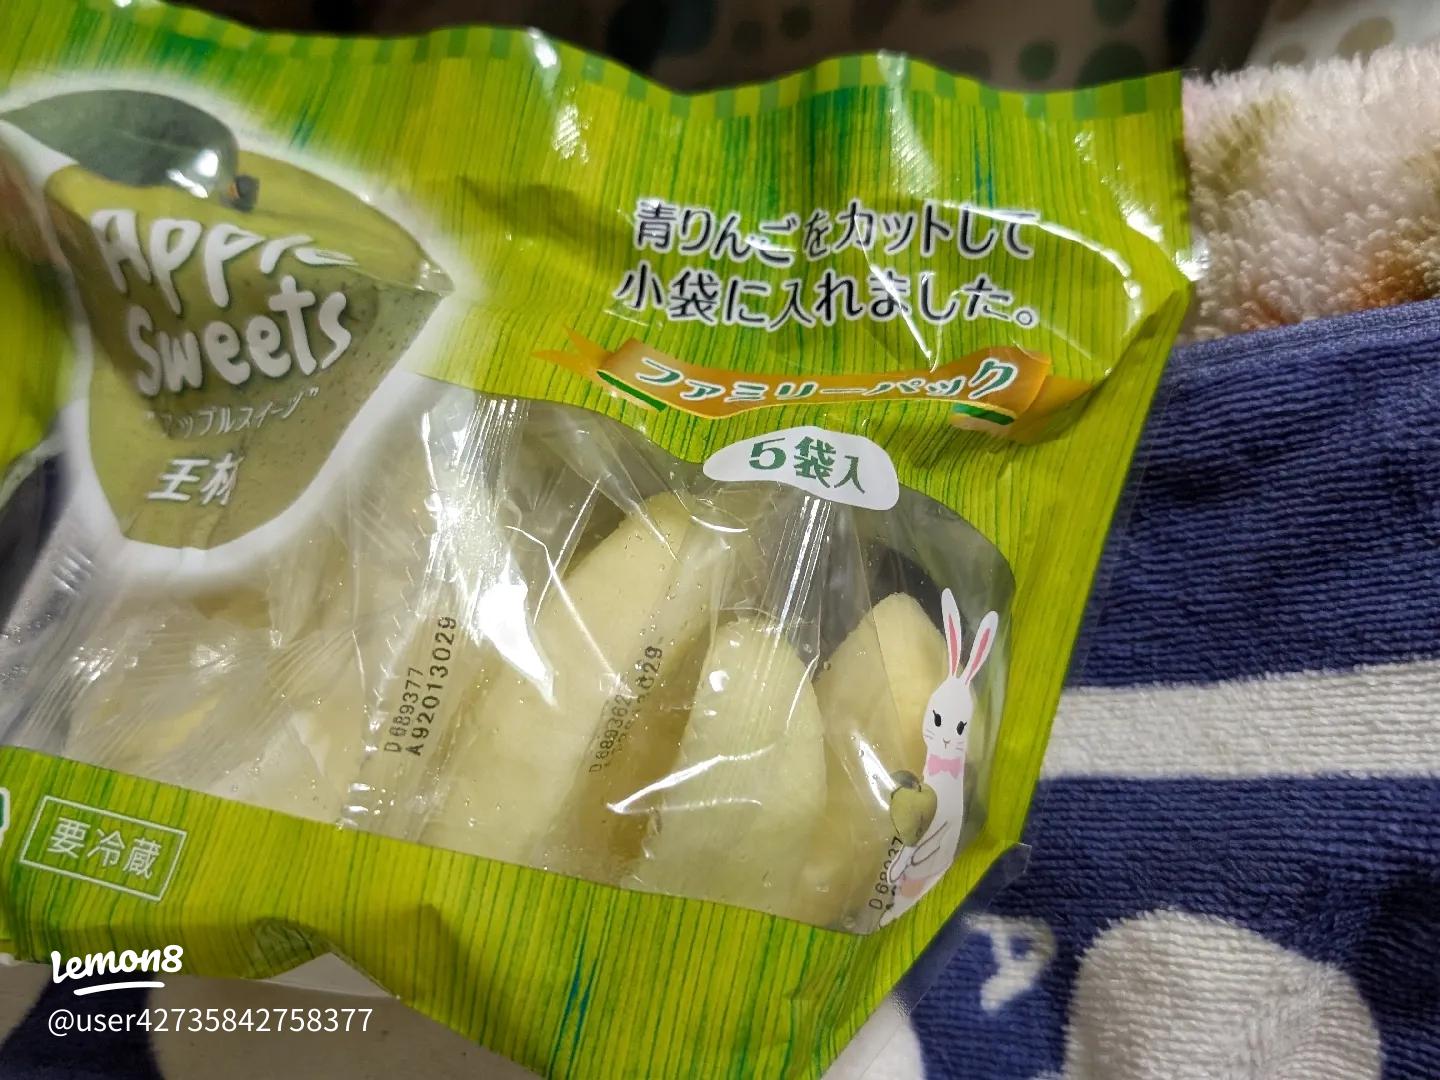 Apple
Sweets
"アップルスイーツ"
王林
青りんごをカットして
小袋に入れました。
ファミリーパック
5袋入
D689377
A92013029
要冷蔵
Lemon8
@user42735842758377